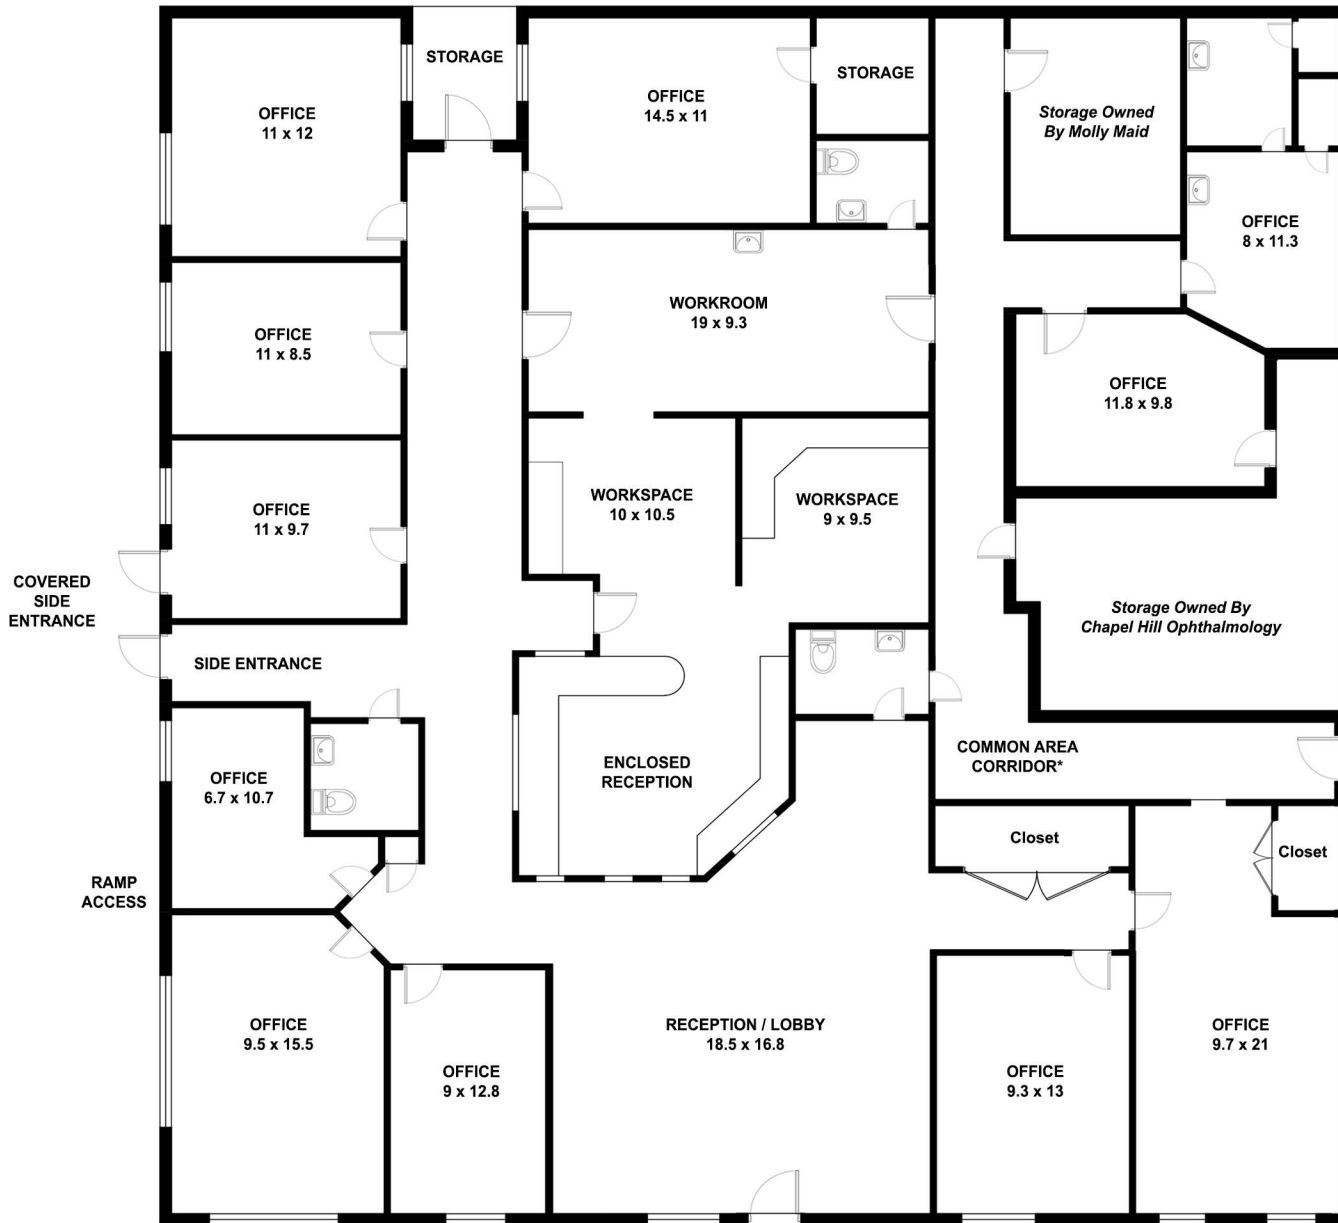 STORAGE
OFFICE
11 x 12
OFFICE
14.5 x 11
STORAGE
Storage Owned
By Molly Maid
OFFICE
8 x 11.3
OFFICE
11 x 8.5
WORKROOM
19 x 9.3
OFFICE
11.8 x 9.8
OFFICE
11 x 9.7
WORKSPACE
10 x 10.5
WORKSPACE
9 x 9.5
COVERED
SIDE
ENTRANCE
Storage Owned By
Chapel Hill Ophthalmology
SIDE ENTRANCE
OFFICE
6.7 x 10.7
ENCLOSED
RECEPTION
COMMON AREA
CORRIDOR*
Closet
Closet
RAMP
ACCESS
OFFICE
9.5 x 15.5
OFFICE
9 x 12.8
RECEPTION / LOBBY
18.5 x 16.8
OFFICE
9.3 x 13
OFFICE
9.7 x 21